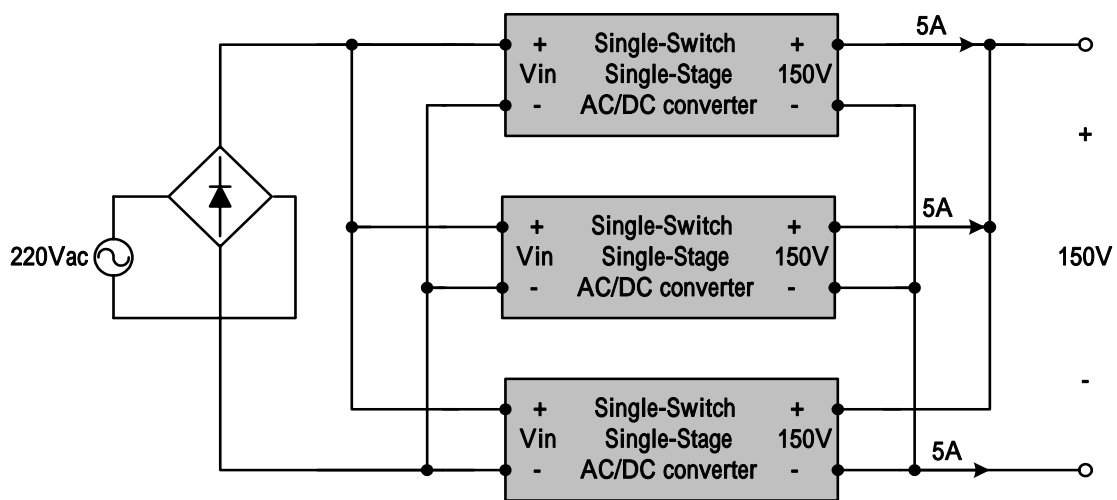 5A
+ Single-Switch +
Vin Single-Stage 150V
- AC/DC converter -
+
5A
+ Single-Switch +
220Vac Vin Single-Stage 150V 150V
- AC/DC converter -
-
+ Single-Switch +
Vin Single-Stage 150V
5A
- AC/DC converter -